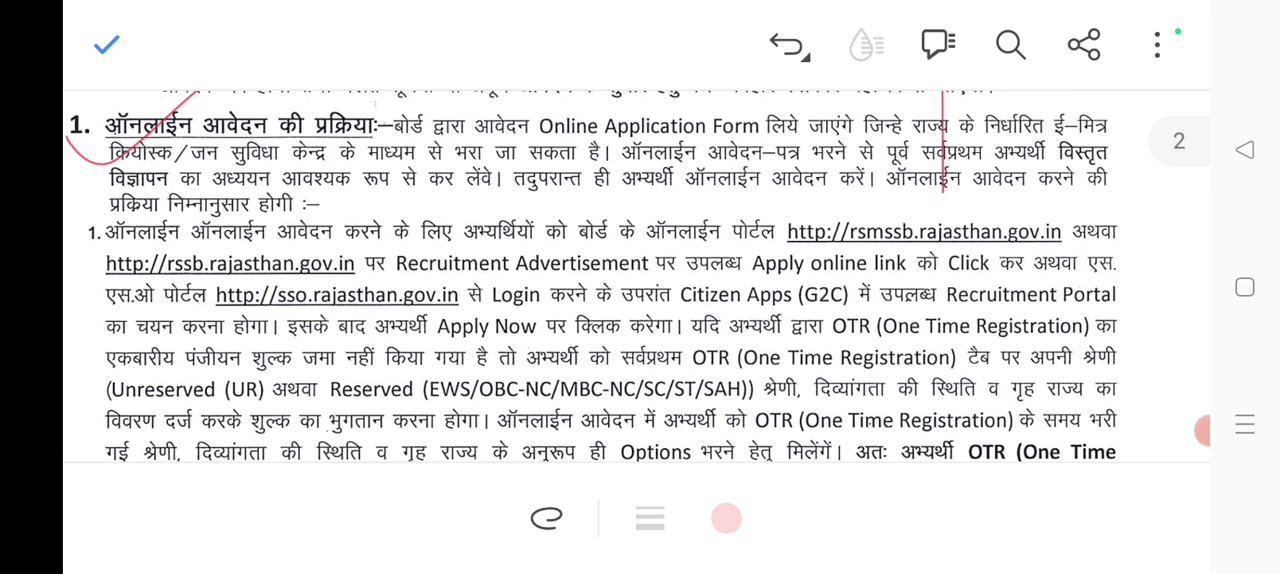 1. ऑनलाईन आवेदन की प्रक्रियाः–बोर्ड द्वारा आवेदन Online Application Form लिये जाएंगे जिन्हे राज्य के निर्धारित ई–मित्र
कियोस्क/जन सुविधा केन्द्र के माध्यम से भरा जा सकता है। ऑनलाईन आवेदन–पत्र भरने से पूर्व सर्वप्रथम अभ्यर्थी विस्तृत
2
विज्ञापन का अध्ययन आवश्यक रूप से कर लेंवे। तदुपरान्त ही अभ्यर्थी ऑनलाईन आवेदन करें। ऑनलाईन आवेदन करने की
प्रक्रिया निम्नानुसार होगी :–
1. ऑनलाईन ऑनलाईन आवेदन करने के लिए अभ्यर्थियों को बोर्ड के ऑनलाईन पोर्टल http://rsmssb.rajasthan.gov.in अथवा
http://rssb.rajasthan.gov.in पर Recruitment Advertisement पर उपलब्ध Apply online link को Click कर अथवा एस.
एस.ओ पोर्टल http://sso.rajasthan.gov.in से Login करने के उपरांत Citizen Apps (G2C) में उपलब्ध Recruitment Portal
का चयन करना होगा। इसके बाद अभ्यर्थी Apply Now पर क्लिक करेगा। यदि अभ्यर्थी द्वारा OTR (One Time Registration) का
एकबारीय पंजीयन शुल्क जमा नहीं किया गया है तो अभ्यर्थी को सर्वप्रथम OTR (One Time Registration) टैब पर अपनी श्रेणी
(Unreserved (UR) अथवा Reserved (EWS/OBC-NC/MBC-NC/SC/ST/SAH)) श्रेणी, दिव्यांगता की स्थिति व गृह राज्य का
विवरण दर्ज करके शुल्क का भुगतान करना होगा। ऑनलाईन आवेदन में अभ्यर्थी को OTR (One Time Registration) के समय भरी
गई श्रेणी, दिव्यांगता की स्थिति व गृह राज्य के अनुरूप ही Options भरने हेतु मिलेंगें। अतः अभ्यर्थी OTR (One Time